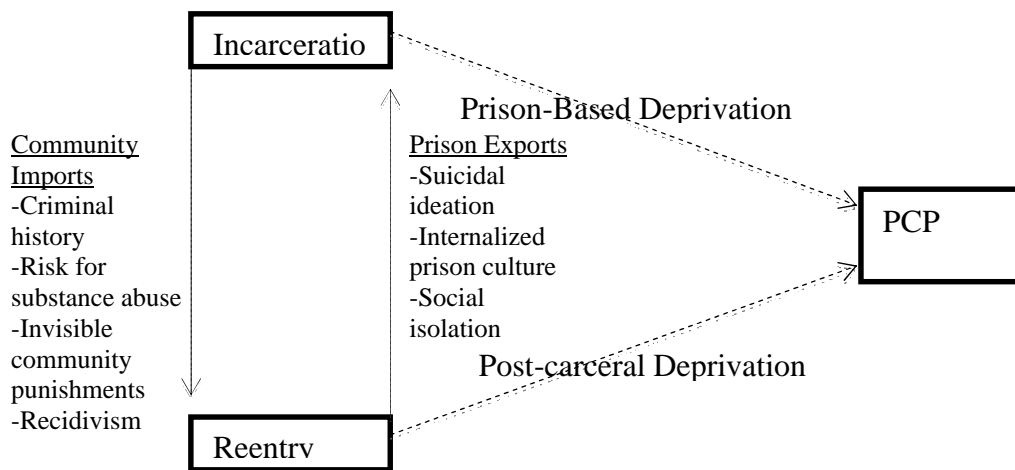 Incarceratio
Prison-Based Deprivation
Community
Imports
-Criminal
history
-Risk for
substance abuse
-Invisible
community
punishments
-Recidivism
Prison Exports
-Suicidal
ideation
-Internalized
prison culture
-Social
isolation
PCP
Post-carceral Deprivation
Reentry